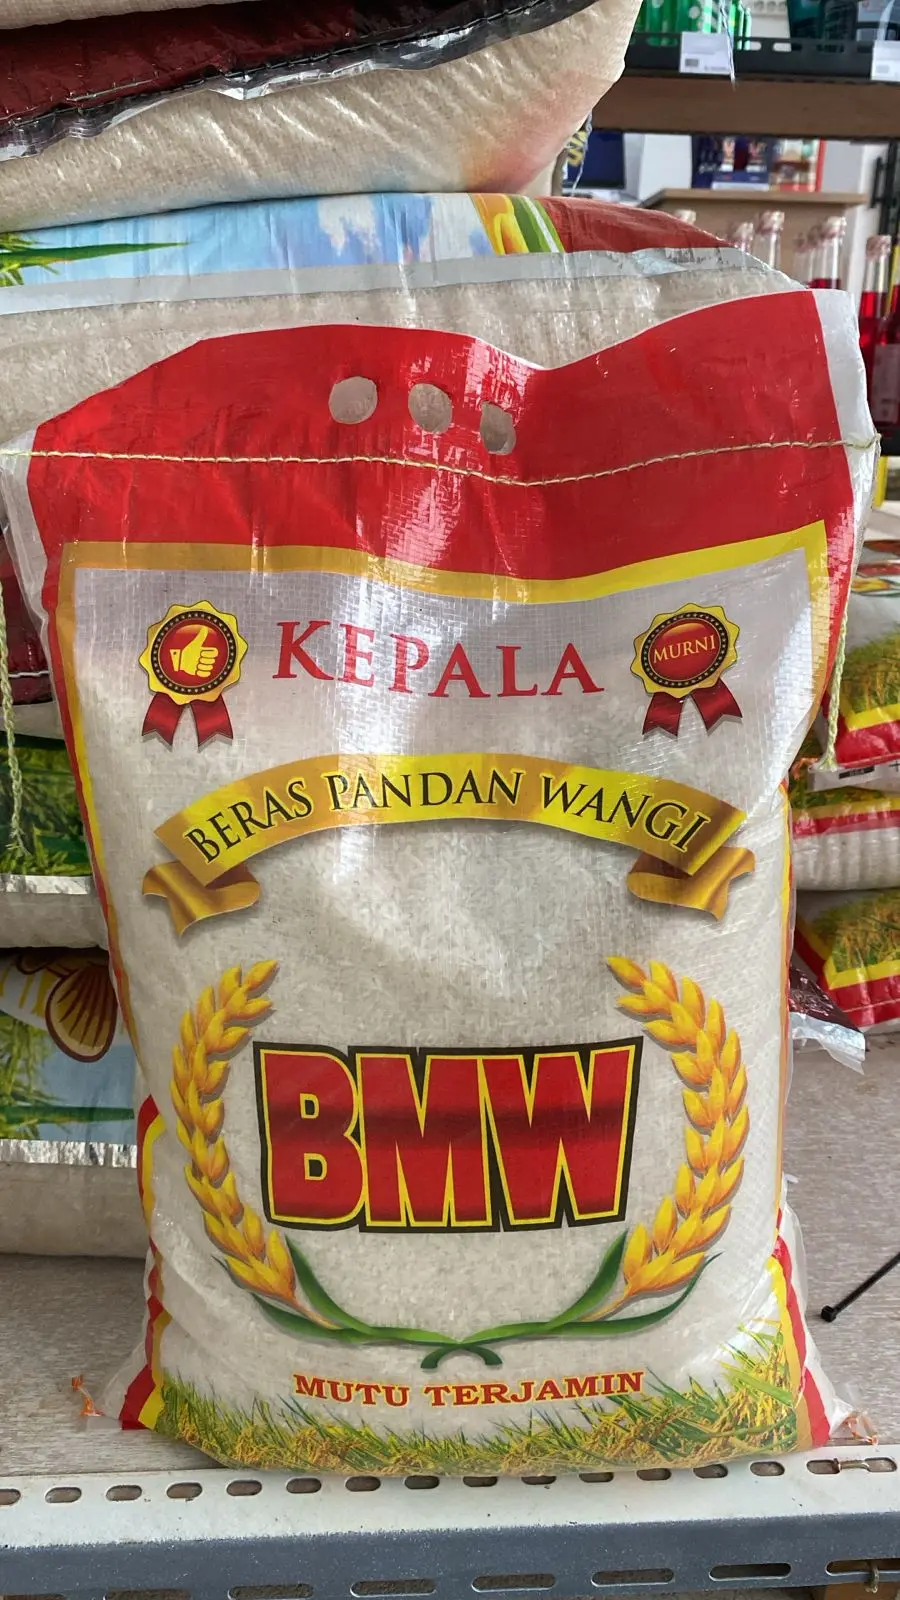 KEPALA
MURNI
BERAS PANDAN WANGI
BMW
MUTU TERJAMIN